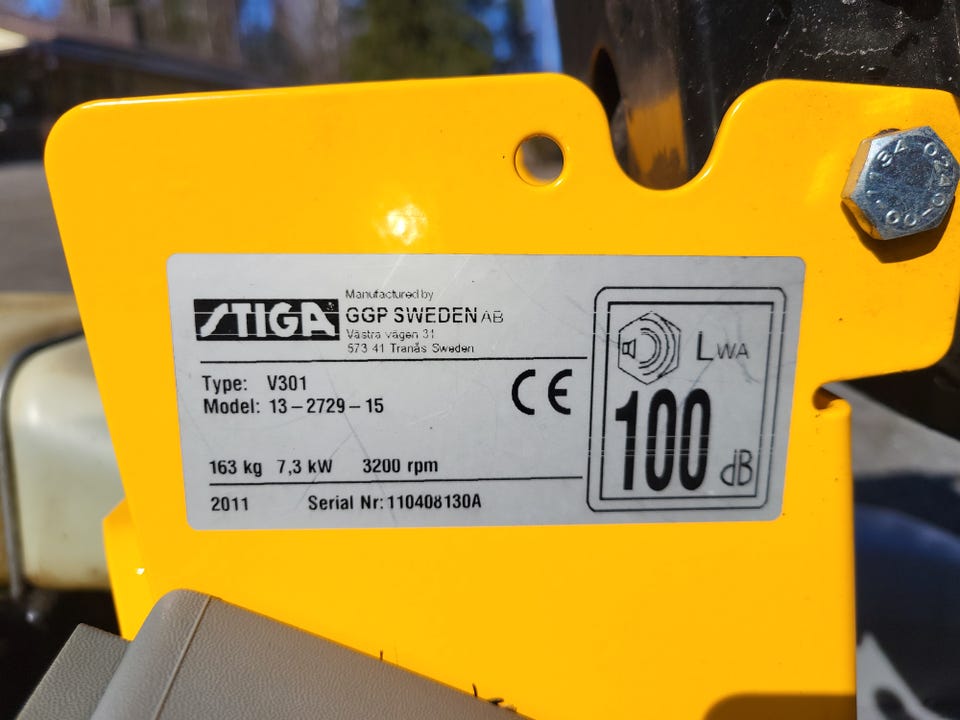 STIGA
Manufactured by
GGP SWEDEN AB
Västra vägen 31
573 41 Tranås Sweden
Type: V301
Model: 13-2729-15
CE
163 kg 7,3 kW 3200 rpm
2011 Serial Nr: 110408130A
LWA
100 dB